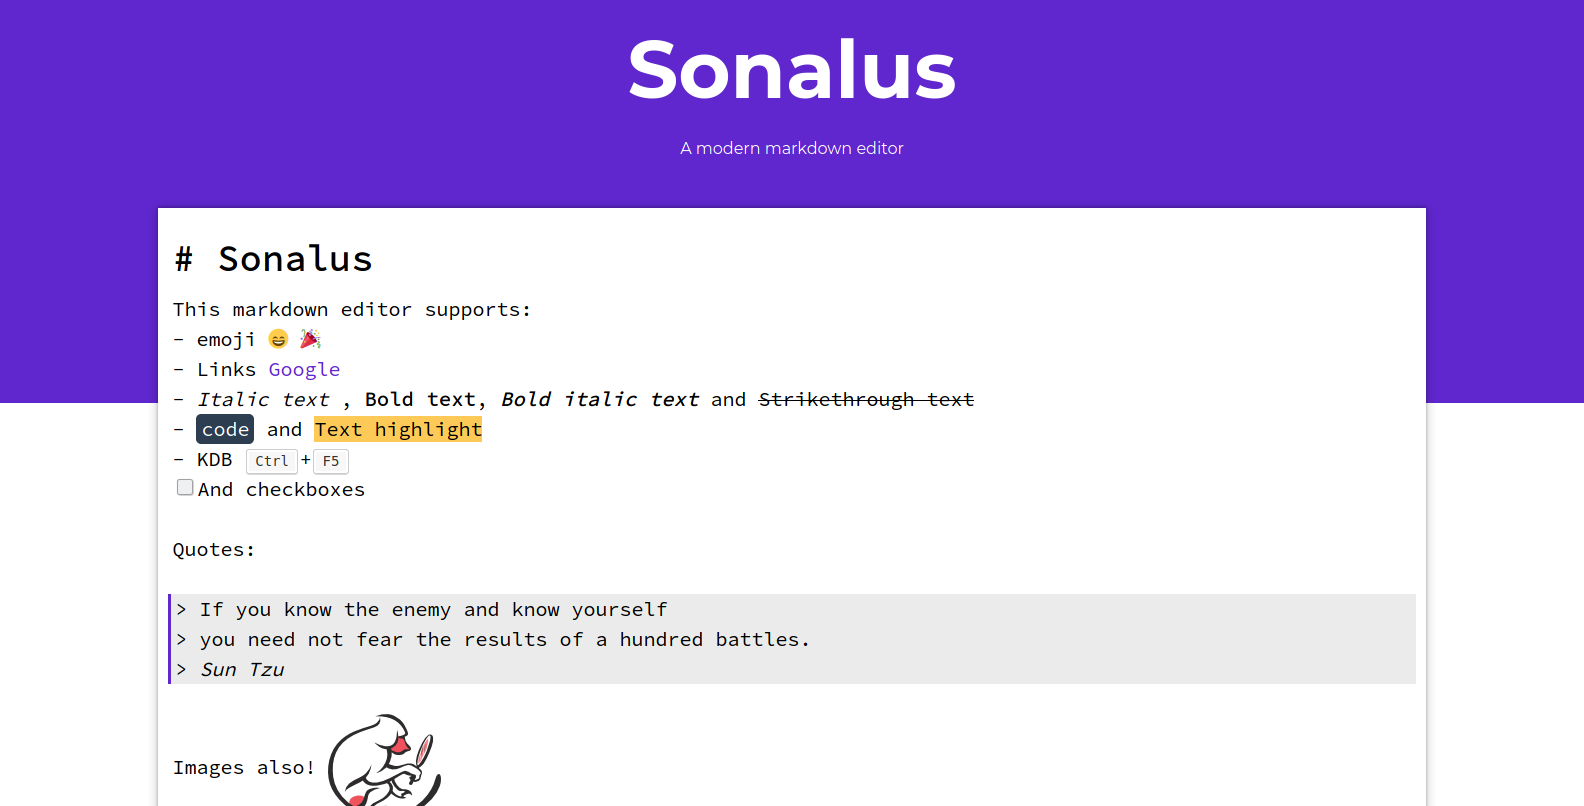 Sonalus
A modern markdown editor
# Sonalus
This markdown editor supports:
- emoji 😄 🎉
- Links Google
- Italic text , Bold text, Bold italic text and Strikethrough text
- code and Text highlight
- KDB Ctrl+F5
And checkboxes
Quotes:
> If you know the enemy and know yourself
> you need not fear the results of a hundred battles.
> Sun Tzu
Images also!